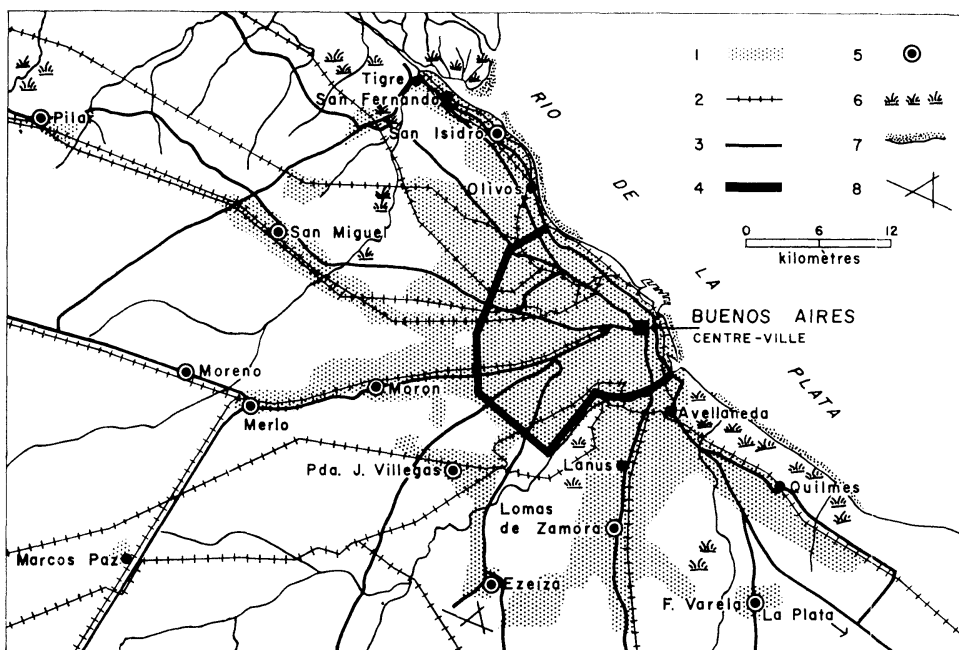 1
2
3
4
5
6
7
8
0 6 12
kilomètres
RIO
DE
LA
PLATA
BUENOS AIRES
CENTRE-VILLE
Tigre
San Fernando
San Isidro
Olivos
Pilar
San Miguel
Moreno
Merlo
Moron
Pda. J. Villegas
Avellaneda
Lanus
Quilmes
Lomas
de Zamora
Marcos Paz
Ezeiza
F. Varela
La Plata